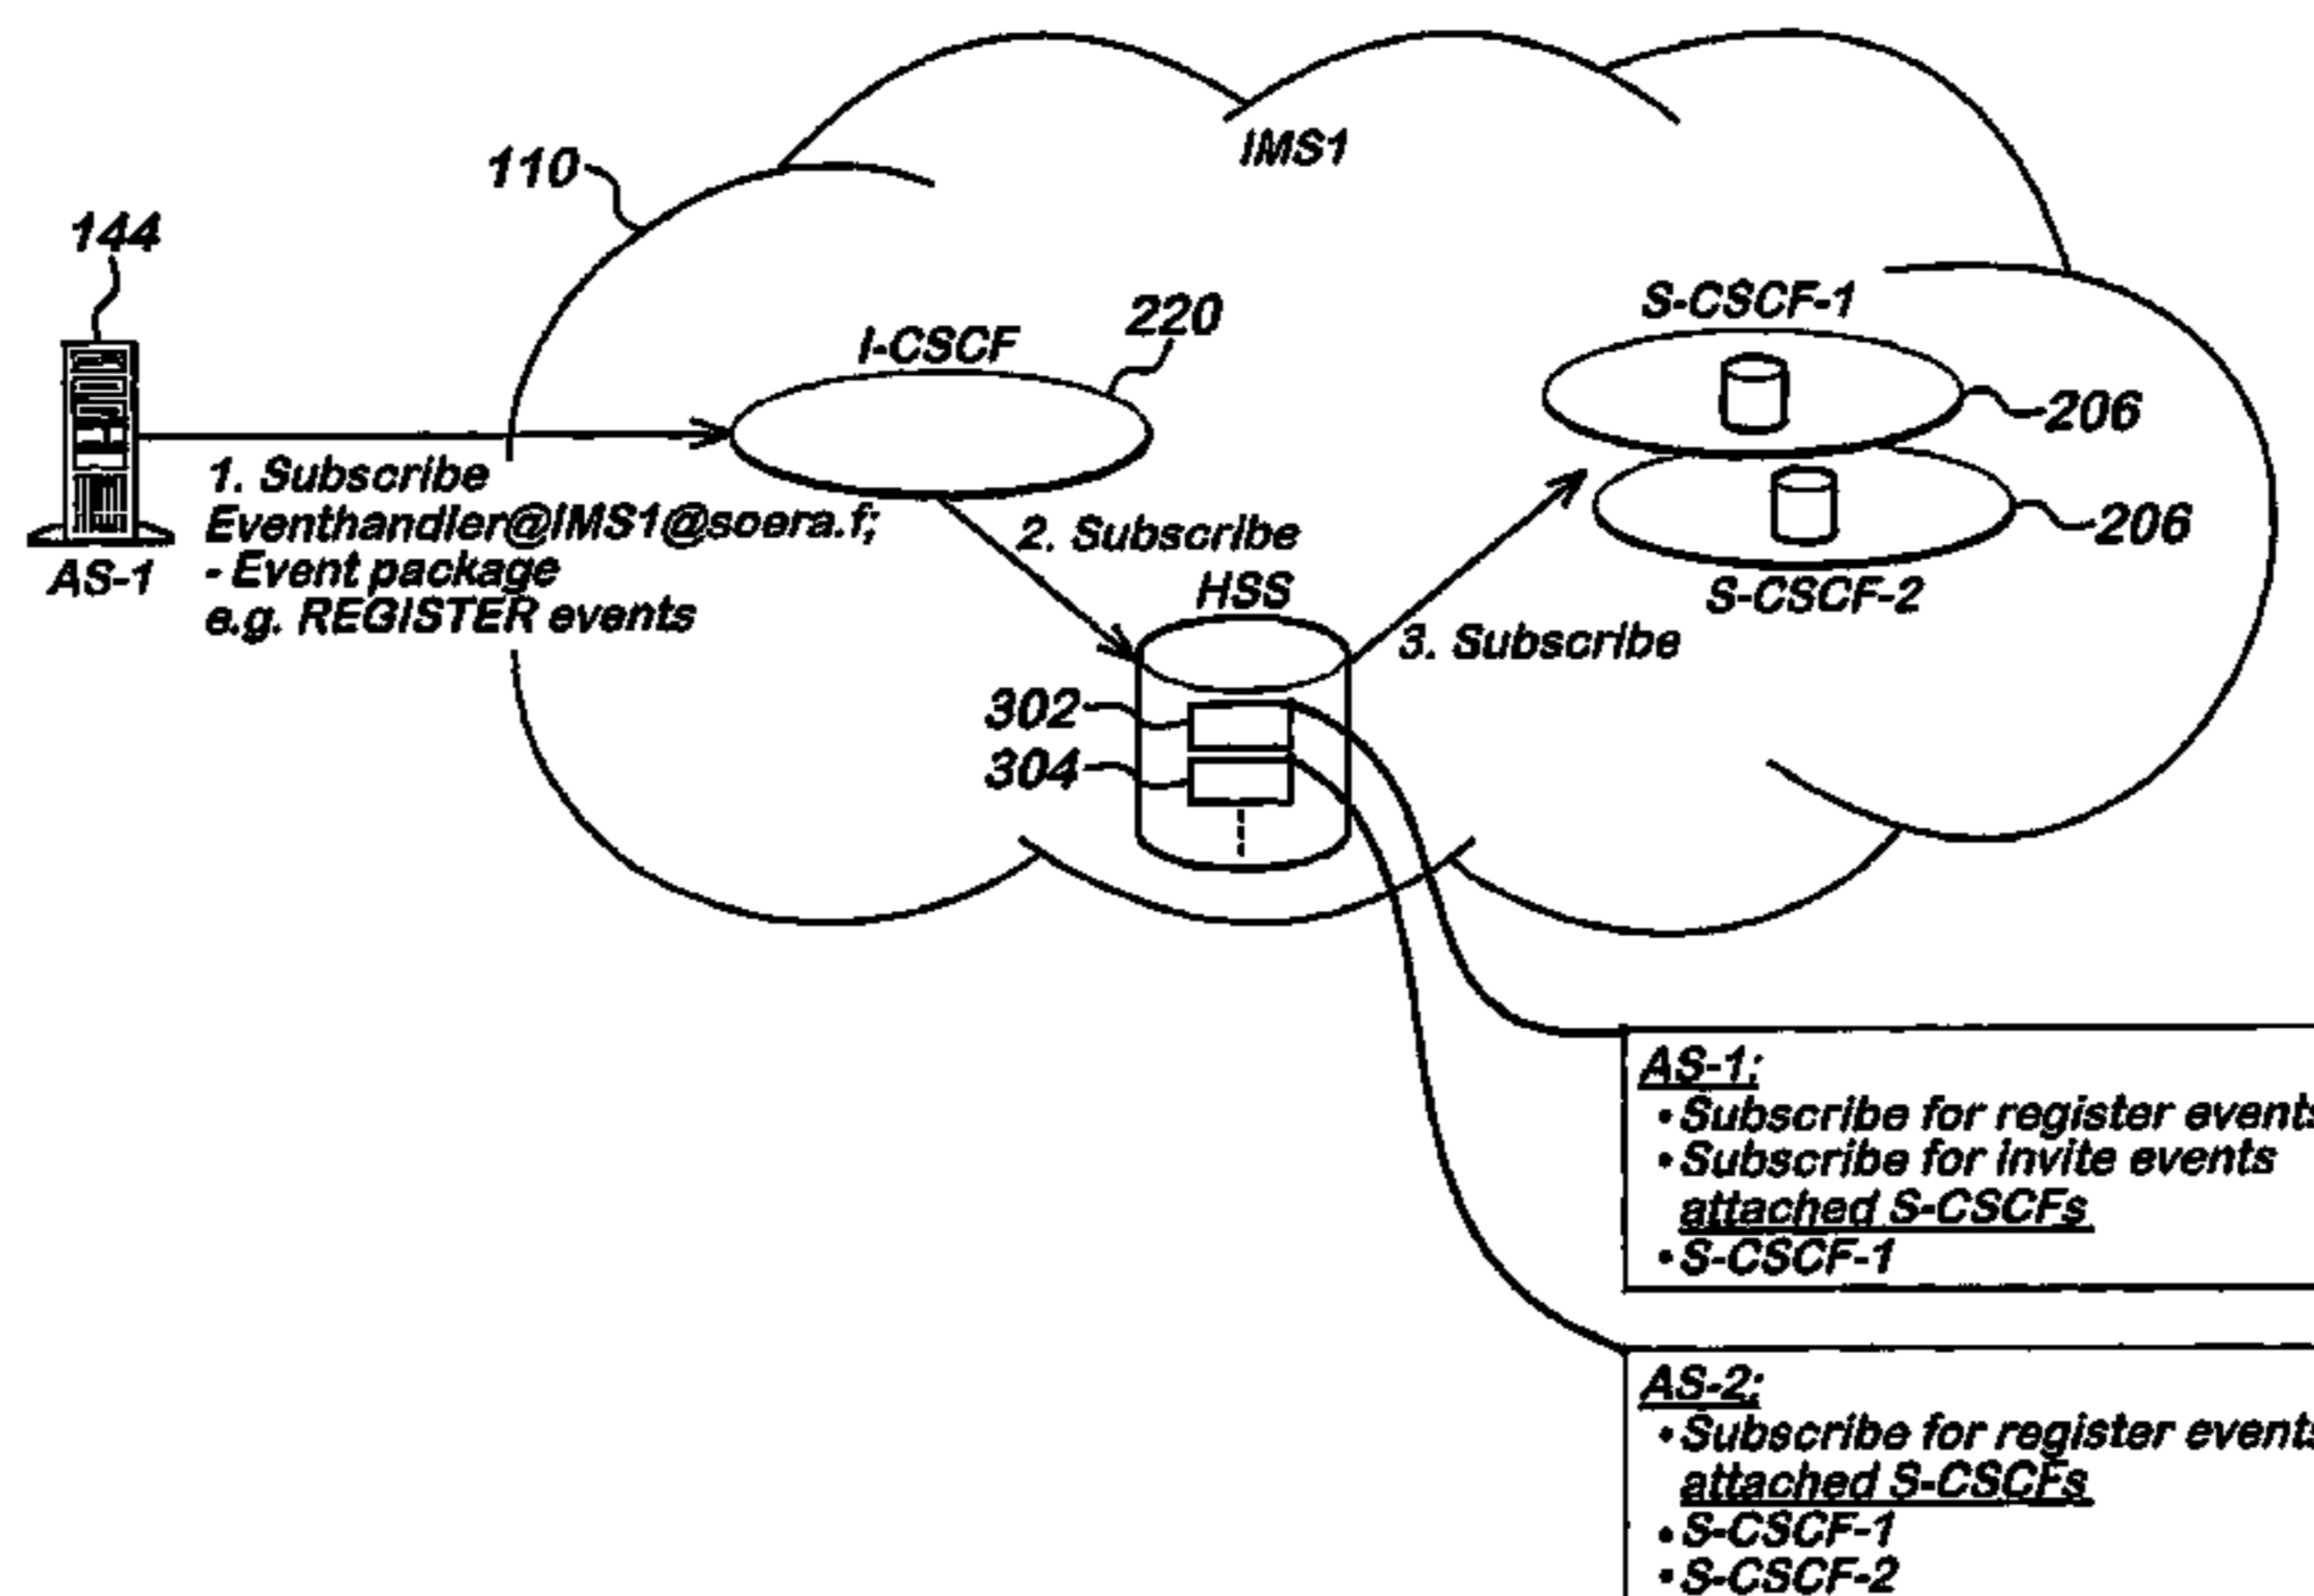 IMS1
110
144
220
I-CSCF
S-CSCF-1
206
1. Subscribe
Eventhandler@IMS1@soera.f;
- Event package
e.g. REGISTER events
AS-1
2. Subscribe
HSS
206
S-CSCF-2
3. Subscribe
302
304
AS-1:
• Subscribe for register events
• Subscribe for invite events
attached S-CSCFs
• S-CSCF-1
AS-2:
• Subscribe for register events
attached S-CSCFs
• S-CSCF-1
• S-CSCF-2